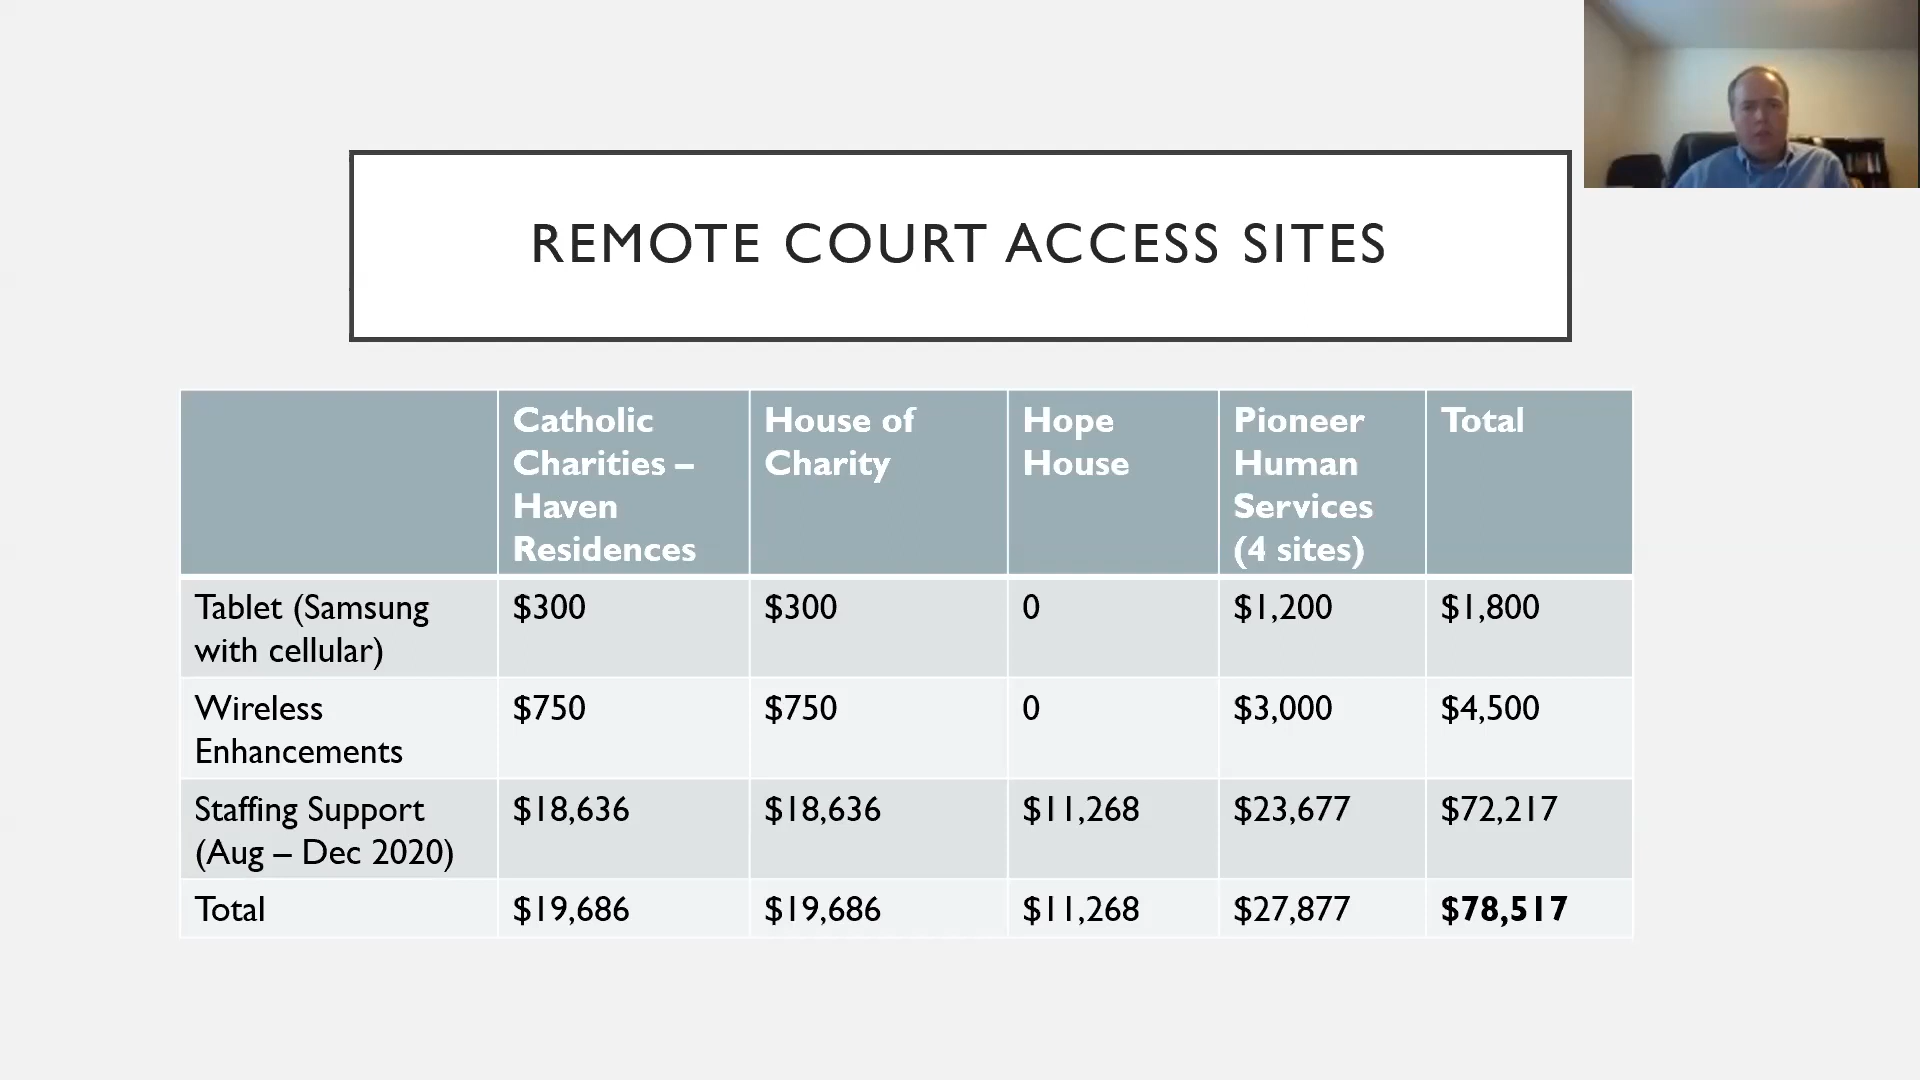 REMOTE COURT ACCESS SITES
Catholic Charities – Haven Residences
House of Charity
Hope House
Pioneer Human Services (4 sites)
Total
Tablet (Samsung with cellular)
$300
$300
0
$1,200
$1,800
Wireless Enhancements
$750
$750
0
$3,000
$4,500
Staffing Support (Aug – Dec 2020)
$18,636
$18,636
$11,268
$23,677
$72,217
Total
$19,686
$19,686
$11,268
$27,877
$78,517